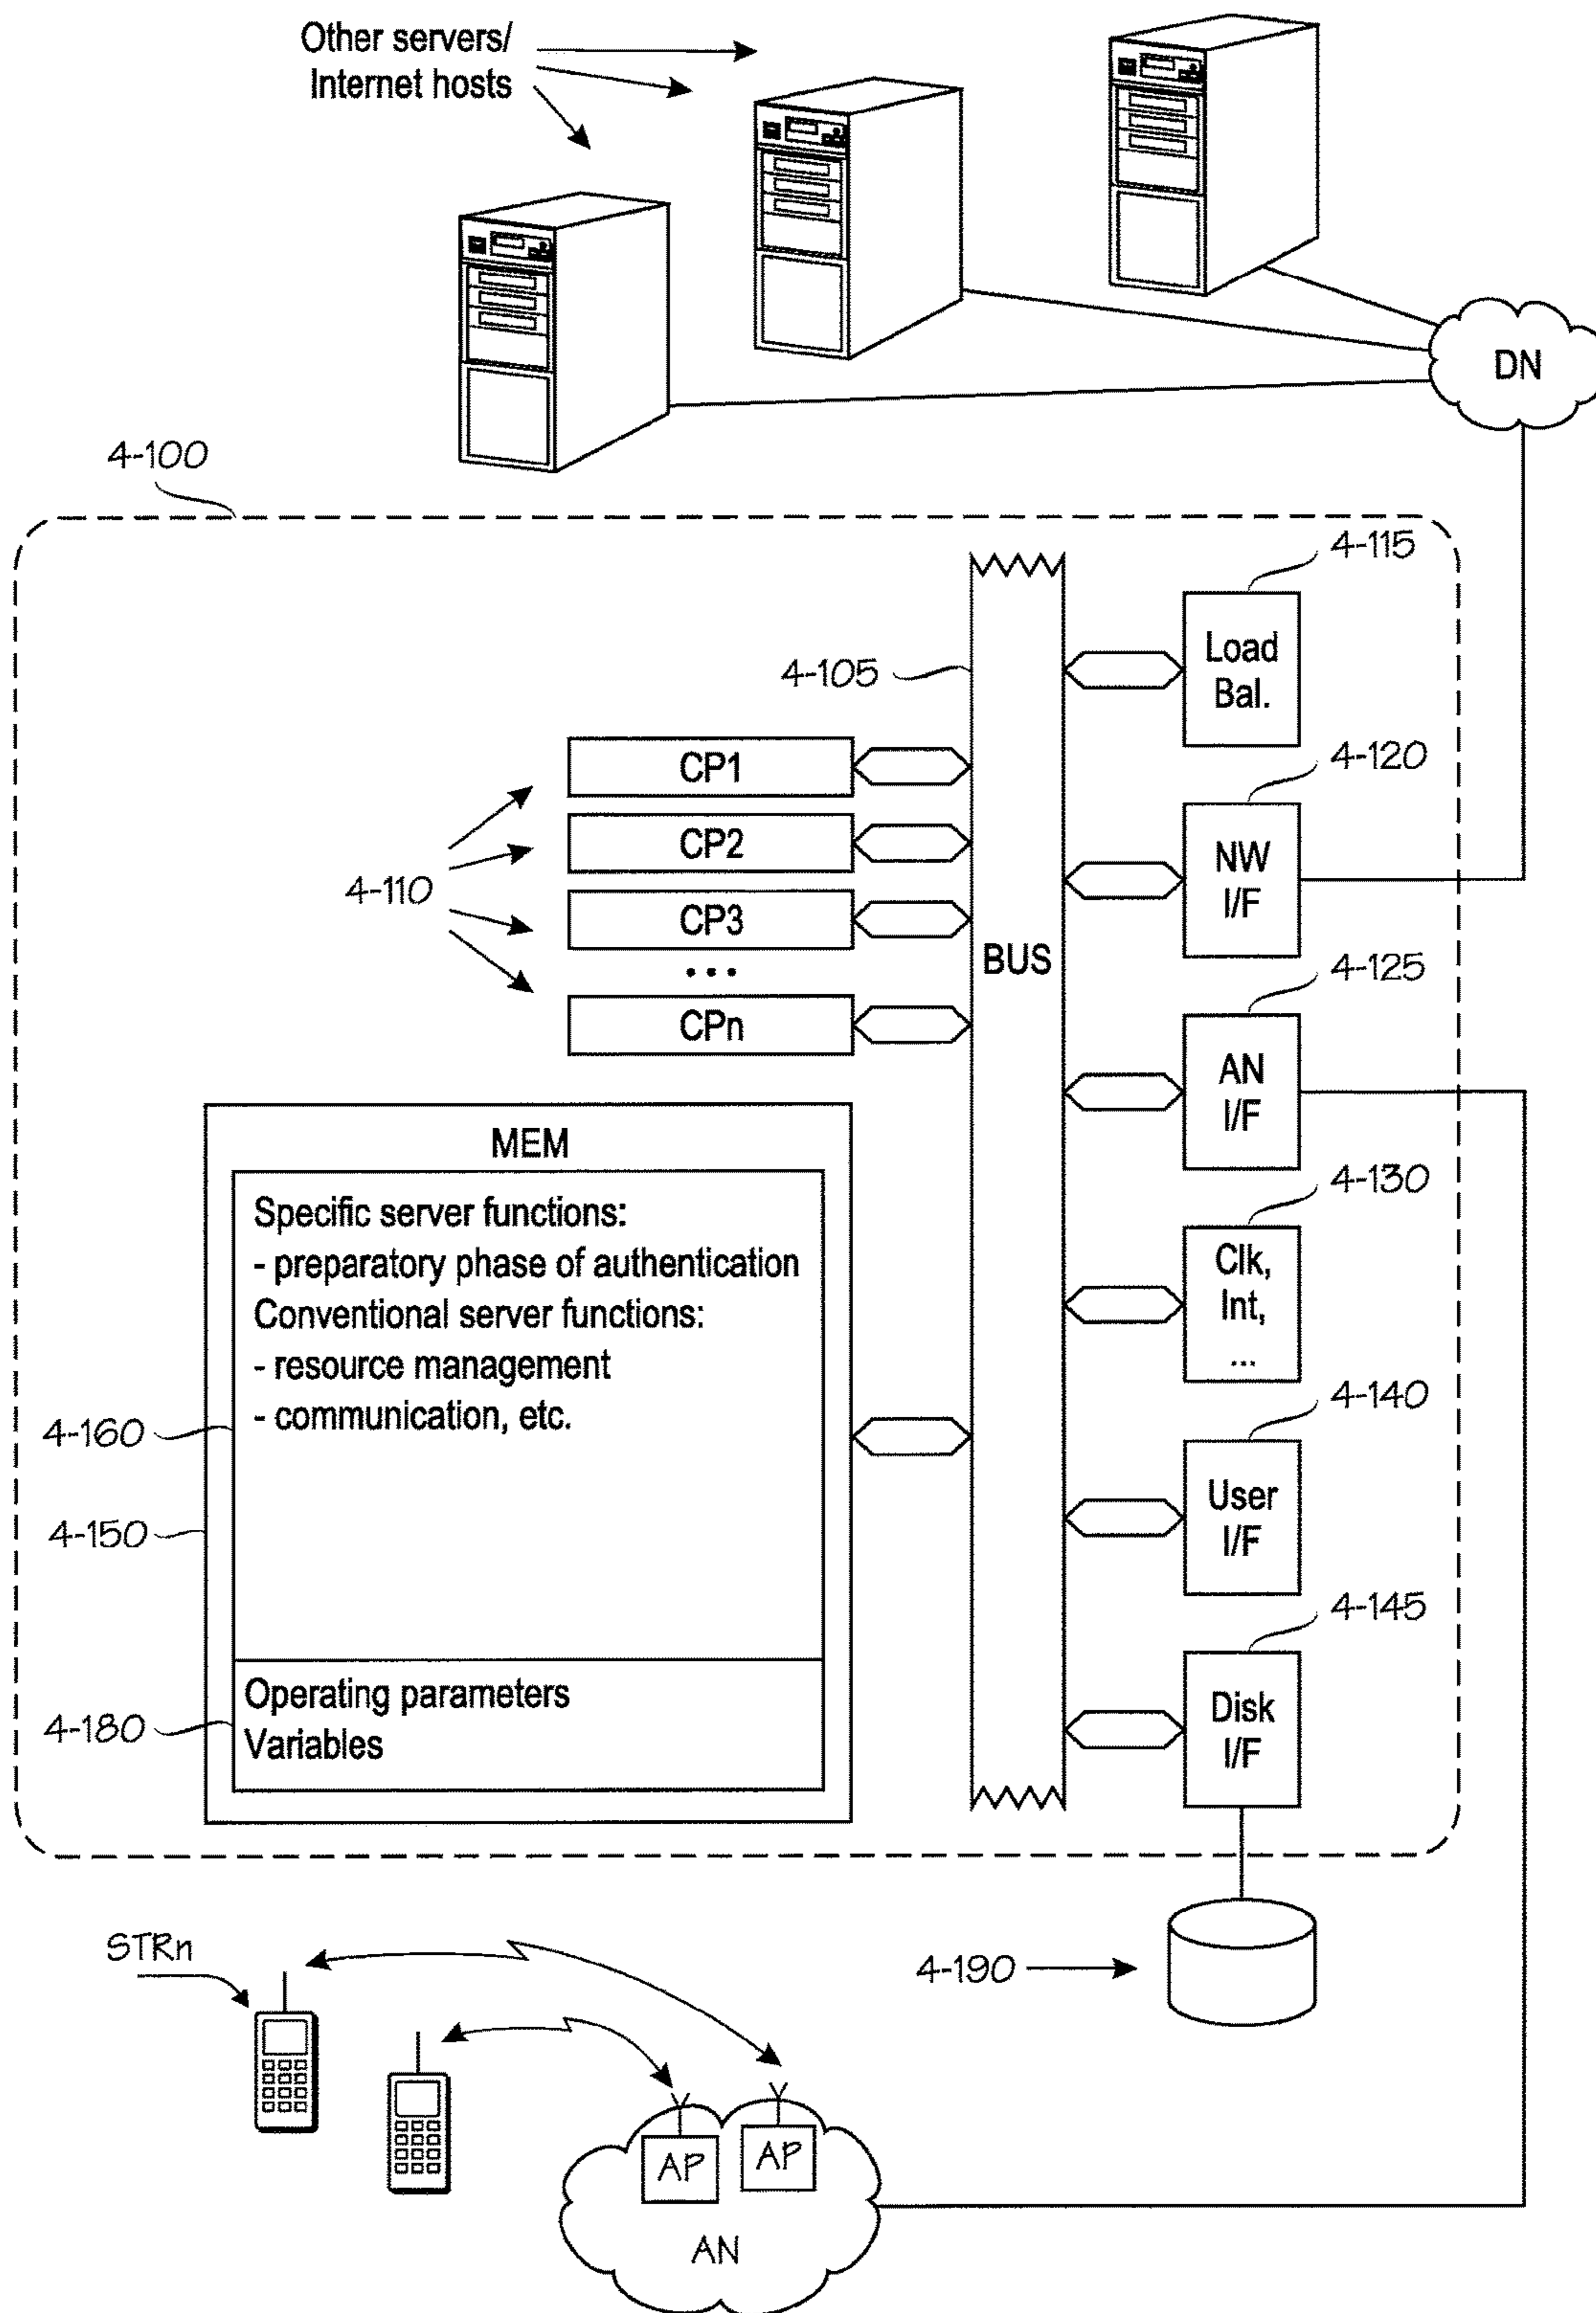 Other servers/
Internet hosts
DN
4-100
4-115
Load
Bal.
4-105
4-120
NW
I/F
CP1
CP2
4-110
CP3
...
CPn
BUS
4-125
AN
I/F
MEM
Specific server functions:
- preparatory phase of authentication
Conventional server functions:
- resource management
- communication, etc.
4-130
Clk,
Int,
...
4-160
4-150
4-140
User
I/F
4-145
Disk
I/F
Operating parameters
Variables
4-180
STRn
4-190
AP
AP
AN